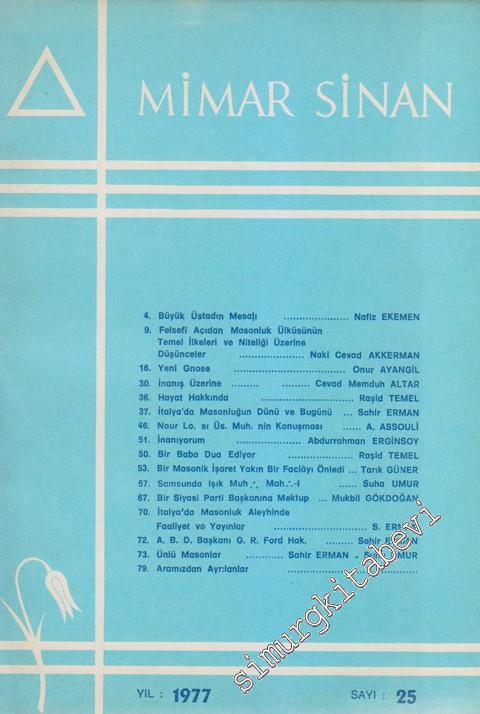 MİMAR SİNAN
4. Büyük Üstadın Mesajı ...................... Nafiz EKEMEN
9. Felsefi Açıdan Masonluk Ülküsünün
Temel İlkeleri ve Niteliği Üzerine
Düşünceler ...................... Naki Cevad AKKERMAN
16. Yeni Gnose ...................... Onur AYANGİL
30. İnanış Üzerine ......... ......... Cevad Memduh ALTAR
36. Hayat Hakkında ...................... Raşid TEMEL
37. İtalya'da Masonluğun Dünü ve Bugünü ... Sahir ERMAN
46. Nour Lo. sı Üs. Muh∴ nin Konuşması ...... A. ASSOULİ
51. İnanıyorum ...................... Abdurrahman ERGİNSOY
50. Bir Baba Dua Ediyor ................ Raşid TEMEL
53. Bir Masonik İşaret Yakın Bir Faciâyı Önledi ... Tarık GÜNER
57. Samsunda Işık Muh∴ Mah∴-i ...... Suha UMUR
67. Bir Siyasi Parti Başkanına Mektup ... Mukbil GÖKDOĞAN
70. İtalya'da Masonluk Aleyhinde
Faaliyet ve Yayınlar ................ S. ERMAN
72. A. B. D. Başkanı G. R. Ford Hak. ......... Sahir ERMAN
73. Ünlü Masonlar ............ Sahir ERMAN - Suha UMUR
79. Aramızdan Ayrılanlar ......................
YIL : 1977 SAYI : 25
simurgkitabevi